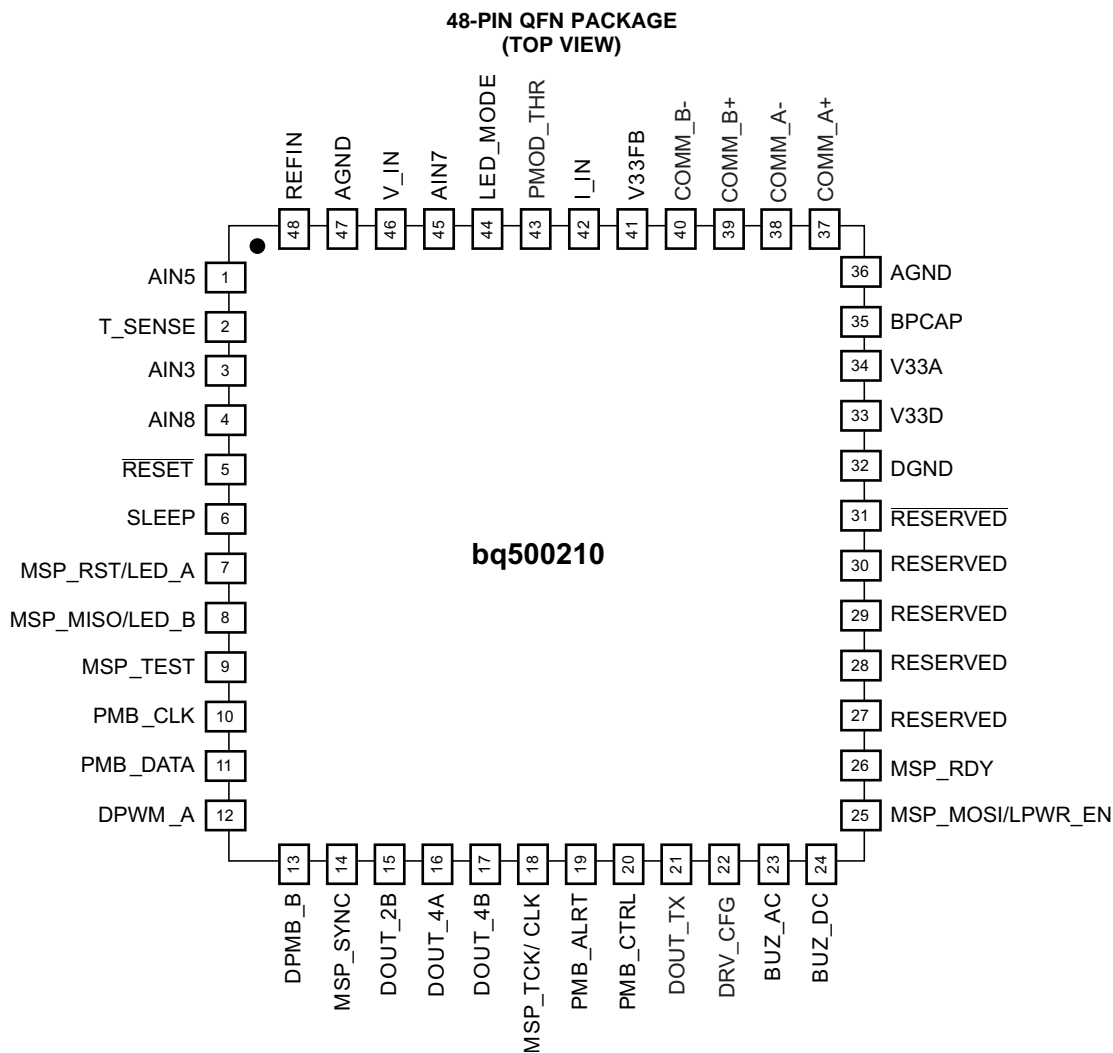 48-PIN QFN PACKAGE
(TOP VIEW)
REFIN
AGND
V_IN
AIN7
LED_MODE
PMOD_THR
I_IN
V33FB
COMM_B-
COMM_B+
COMM_A-
COMM_A+
48
47
46
45
44
43
42
41
40
39
38
37
AIN5 1
T_SENSE 2
AIN3 3
AIN8 4
RESET 5
SLEEP 6
MSP_RST/LED_A 7
MSP_MISO/LED_B 8
MSP_TEST 9
PMB_CLK 10
PMB_DATA 11
DPWM_A 12
bq500210
36 AGND
35 BPCAP
34 V33A
33 V33D
32 DGND
31 RESERVED
30 RESERVED
29 RESERVED
28 RESERVED
27 RESERVED
26 MSP_RDY
25 MSP_MOSI/LPWR_EN
13
14
15
16
17
18
19
20
21
22
23
24
DPMB_B
MSP_SYNC
DOUT_2B
DOUT_4A
DOUT_4B
MSP_TCK/ CLK
PMB_ALRT
PMB_CTRL
DOUT_TX
DRV_CFG
BUZ_AC
BUZ_DC